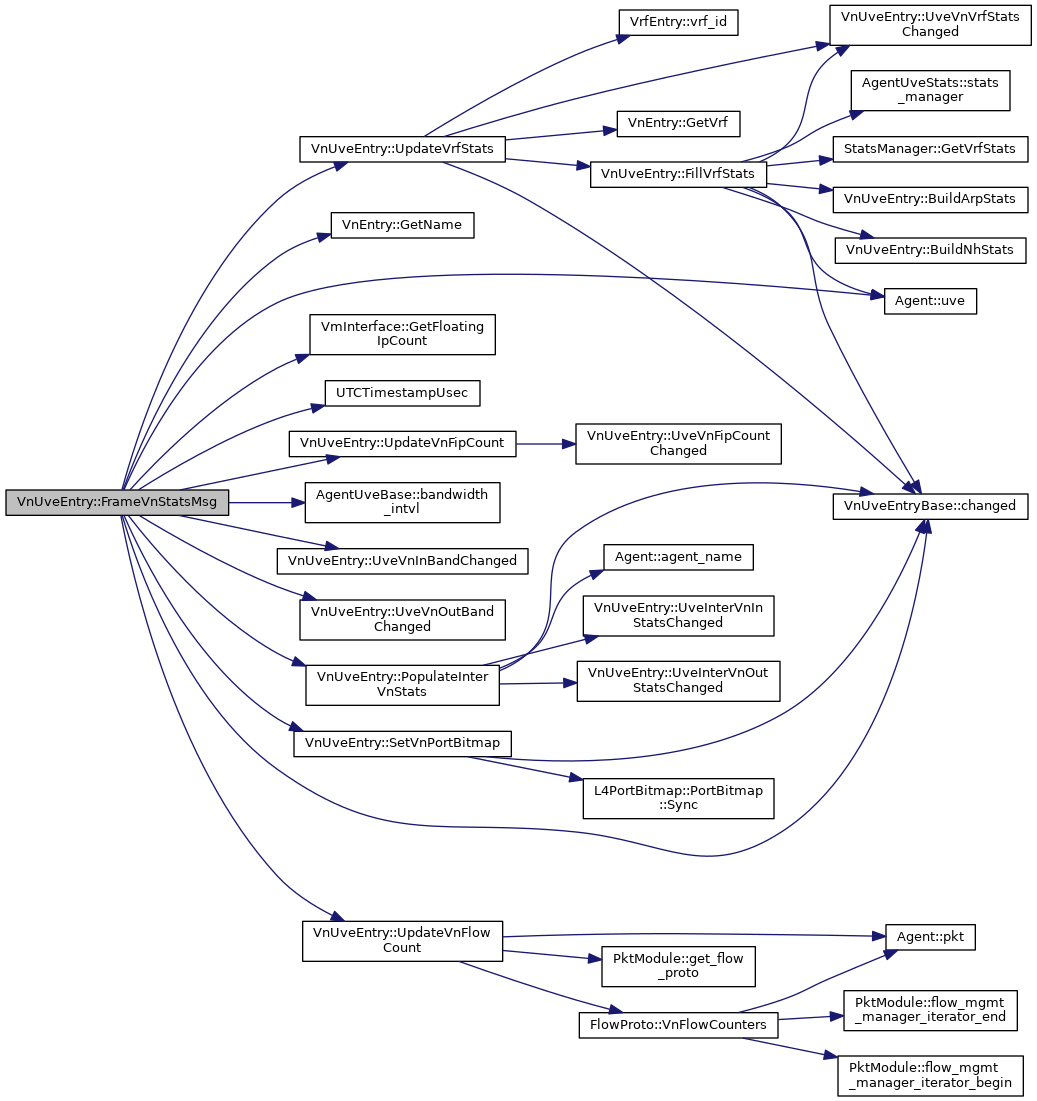 VrfEntry::vrf_id
VnUveEntry::UveVnVrfStats
Changed
AgentUveStats::stats
_manager
VnEntry::GetVrf
VnUveEntry::UpdateVrfStats
StatsManager::GetVrfStats
VnUveEntry::FillVrfStats
VnUveEntry::BuildArpStats
VnEntry::GetName
VnUveEntry::BuildNhStats
Agent::uve
VmInterface::GetFloating
IpCount
UTCTimestampUsec
VnUveEntry::UpdateVnFipCount
VnUveEntry::UveVnFipCount
Changed
VnUveEntry::FrameVnStatsMsg
AgentUveBase::bandwidth
_intvl
VnUveEntryBase::changed
VnUveEntry::UveVnInBandChanged
Agent::agent_name
VnUveEntry::UveVnOutBand
Changed
VnUveEntry::UveInterVnIn
StatsChanged
VnUveEntry::PopulateInter
VnStats
VnUveEntry::UveInterVnOut
StatsChanged
VnUveEntry::SetVnPortBitmap
L4PortBitmap::PortBitmap
::Sync
VnUveEntry::UpdateVnFlow
Count
Agent::pkt
PktModule::get_flow
_proto
FlowProto::VnFlowCounters
PktModule::flow_mgmt
_manager_iterator_end
PktModule::flow_mgmt
_manager_iterator_begin